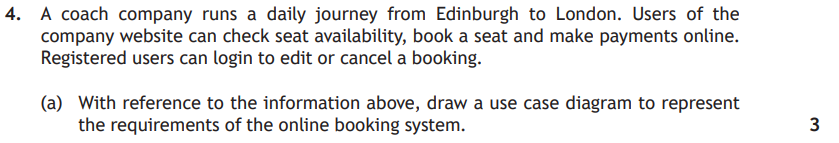 4. A coach company runs a daily journey from Edinburgh to London. Users of the
company website can check seat availability, book a seat and make payments online.
Registered users can login to edit or cancel a booking.
(a) With reference to the information above, draw a use case diagram to represent
the requirements of the online booking system. 3